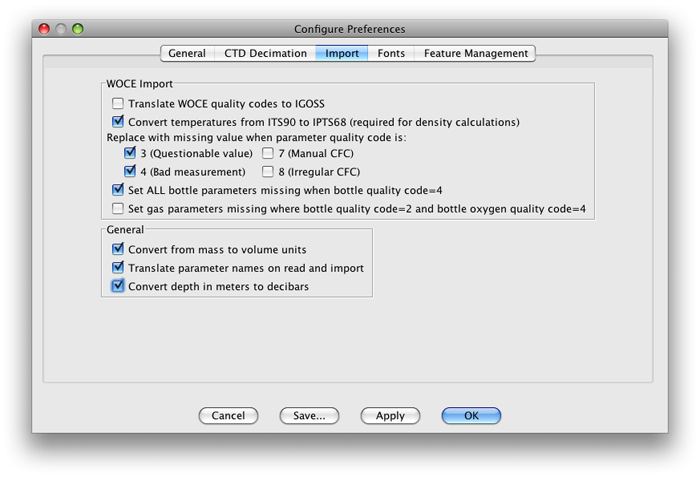 Configure Preferences
General CTD Decimation Import Fonts Feature Management
WOCE Import
Translate WOCE quality codes to IGOSS
Convert temperatures from ITS90 to IPTS68 (required for density calculations)
Replace with missing value when parameter quality code is:
3 (Questionable value) 7 (Manual CFC)
4 (Bad measurement) 8 (Irregular CFC)
Set ALL bottle parameters missing when bottle quality code=4
Set gas parameters missing where bottle quality code=2 and bottle oxygen quality code=4
General
Convert from mass to volume units
Translate parameter names on read and import
Convert depth in meters to decibars
Cancel Save... Apply OK